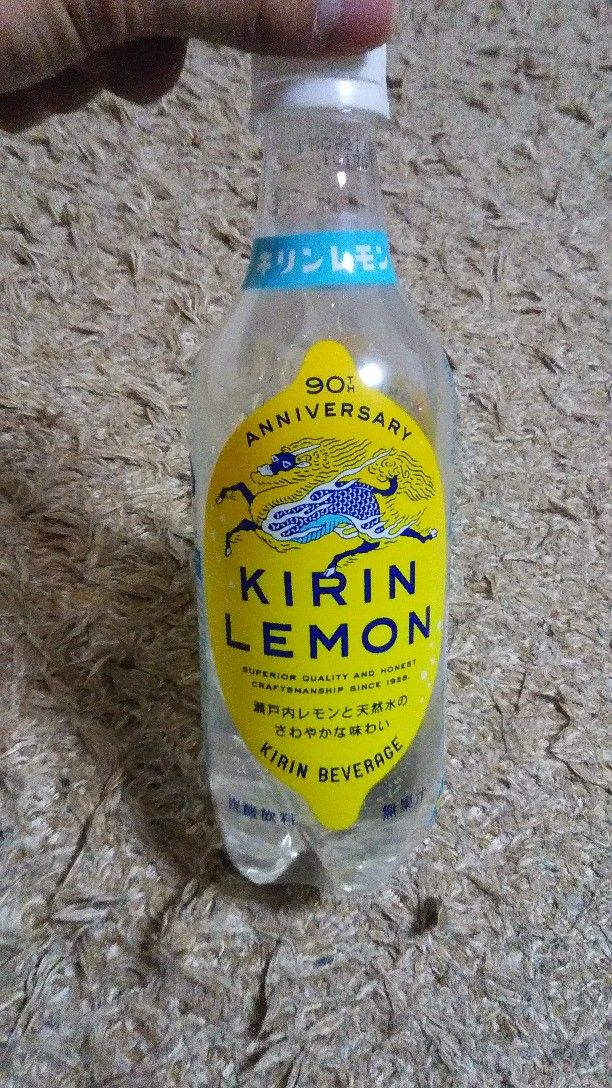 キリンレモン
90TH
ANNIVERSARY
KIRIN
LEMON
SUPERIOR QUALITY AND HONEST
CRAFTSMANSHIP SINCE 1928.
瀬戸内レモンと天然水の
さわやかな味わい
KIRIN BEVERAGE
炭酸飲料
無果汁